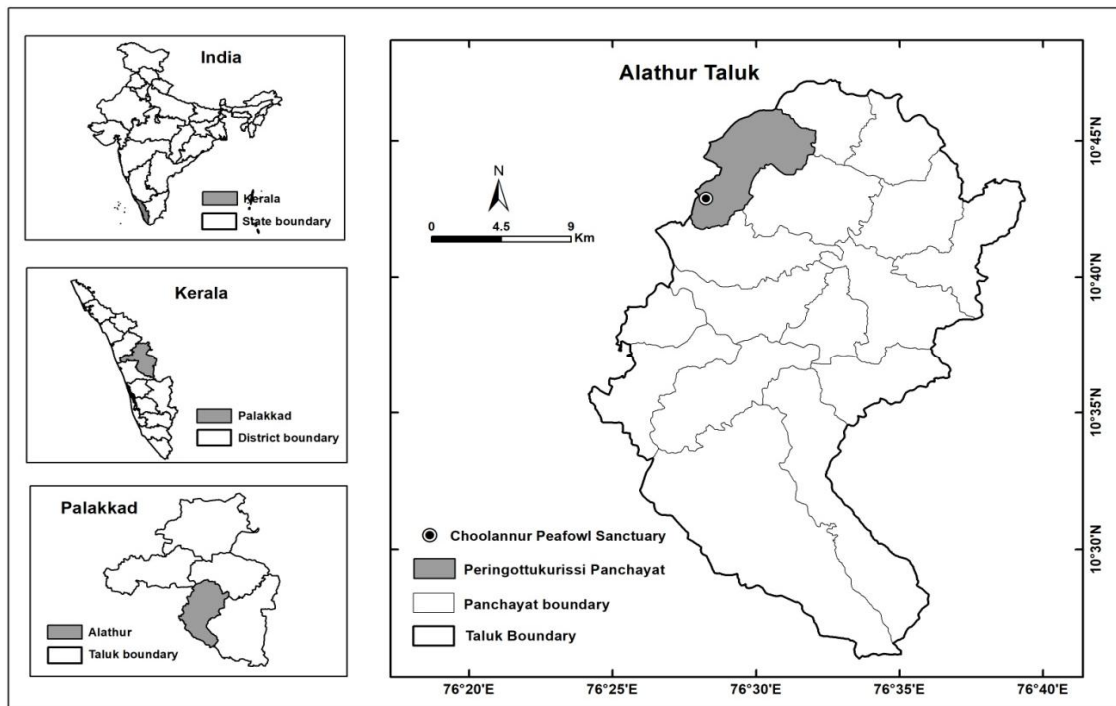 India
Kerala
State boundary
Kerala
Palakkad
District boundary
Palakkad
Alathur
Taluk boundary
Alathur Taluk
N
0 4.5 9
Km
Choolannur Peafowl Sanctuary
Peringottukurissi Panchayat
Panchayat boundary
Taluk Boundary
10°45'N
10°40'N
10°35'N
10°30'N
76°20'E 76°25'E 76°30'E 76°35'E 76°40'E